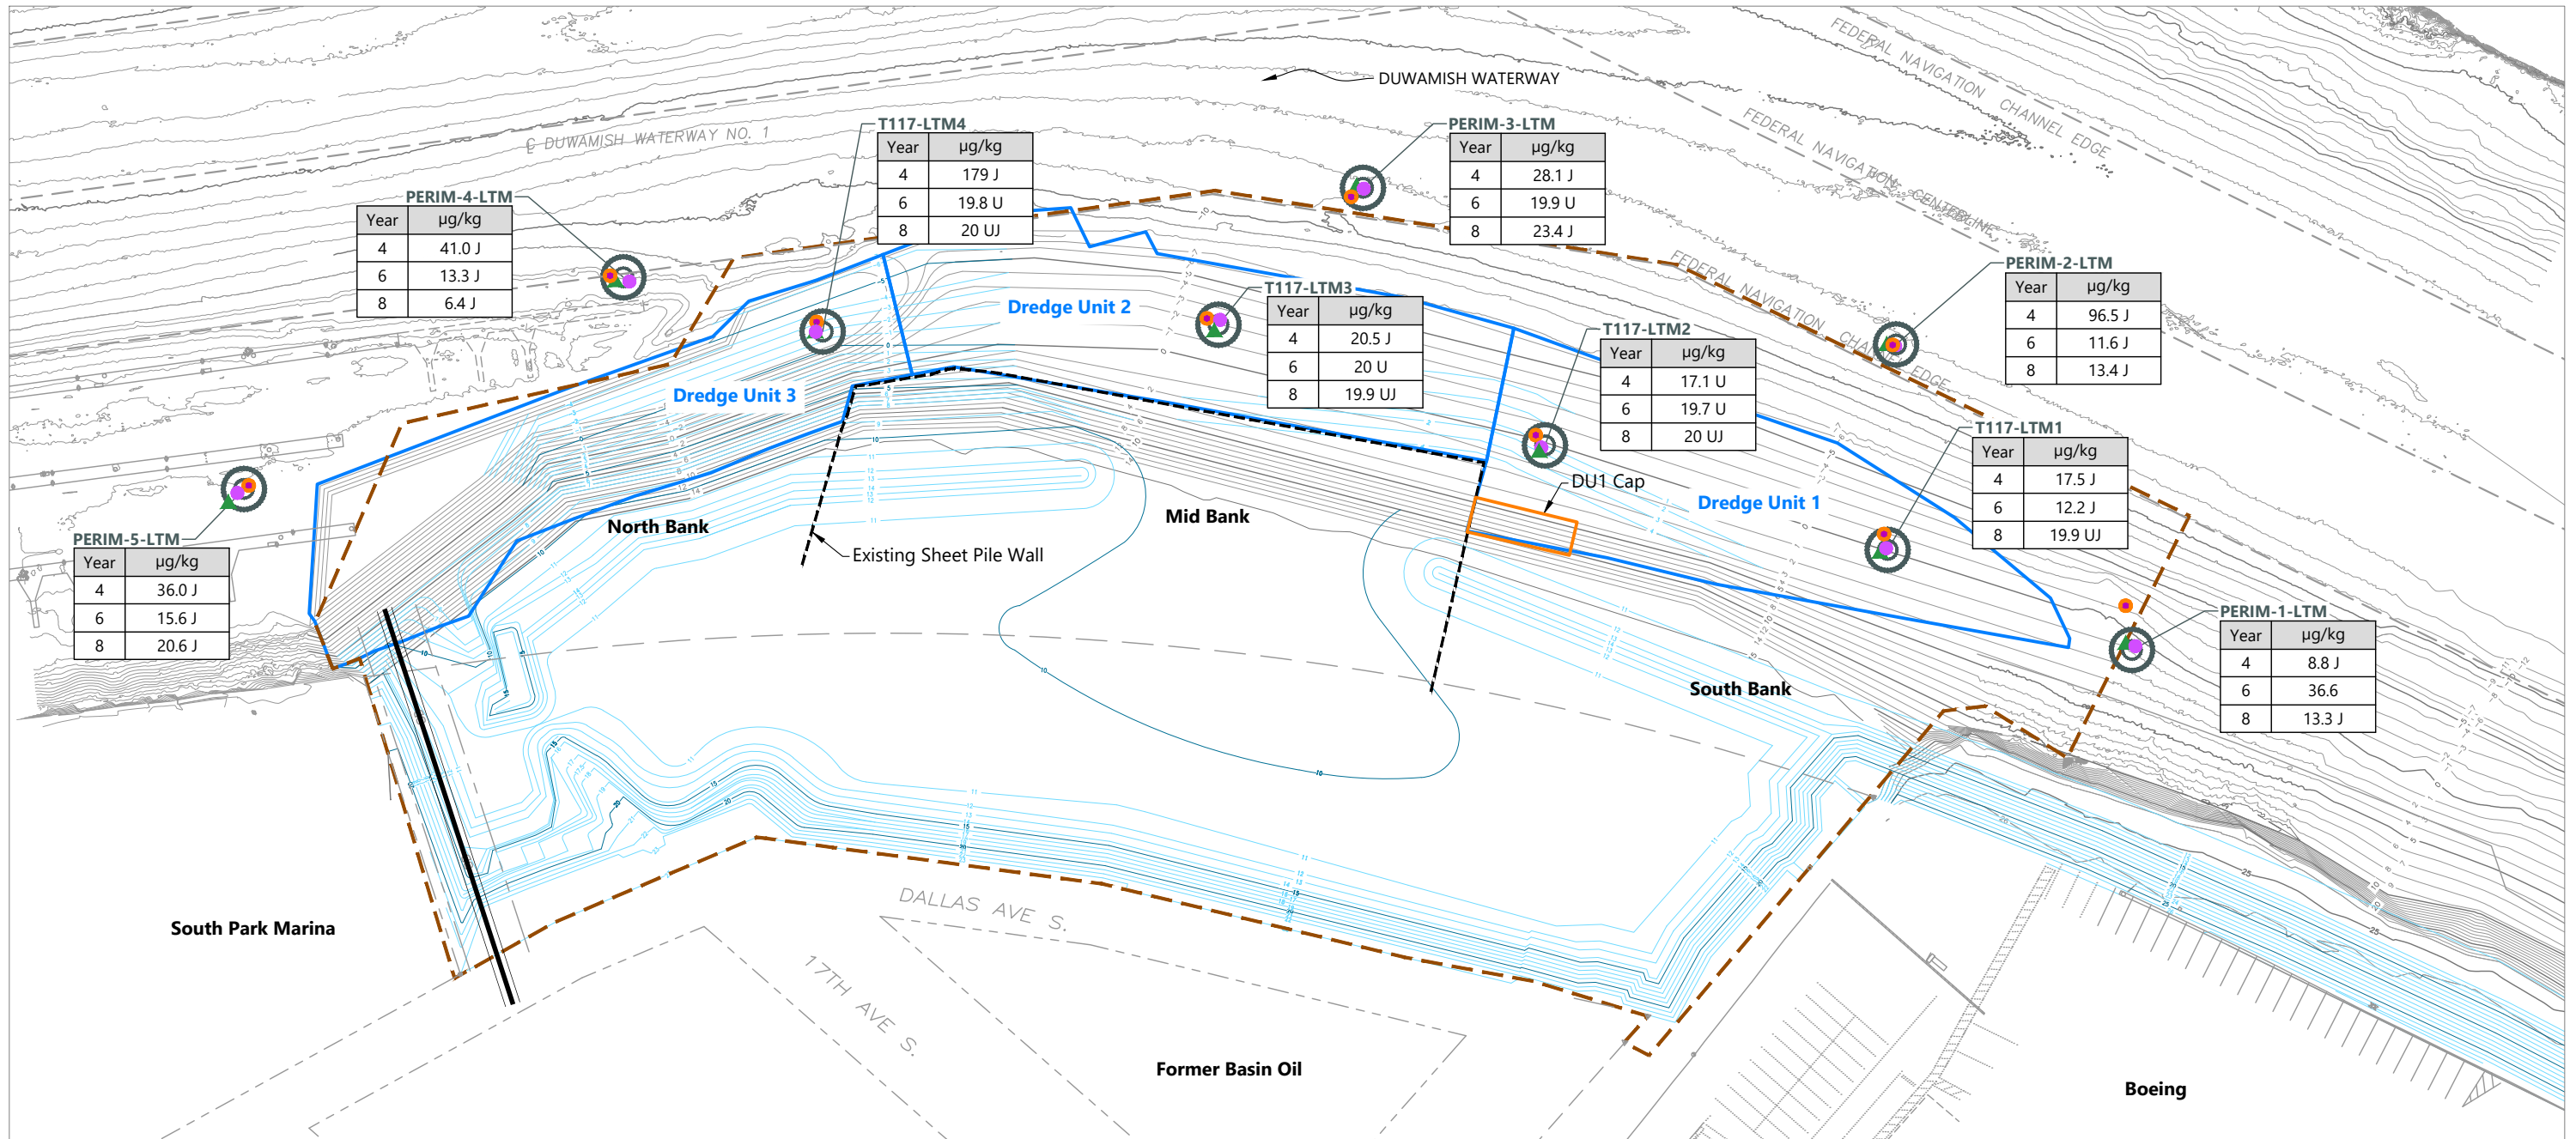 FEDERAL NAVIGATION CHANNEL EDGE
DUWAMISH WATERWAY
FEDERAL NAVIGATION CENTERLINE
℄ DUWAMISH WATERWAY NO. 1
T117-LTM4
Year µg/kg
4 179 J
6 19.8 U
8 20 UJ
PERIM-3-LTM
Year µg/kg
4 28.1 J
6 19.9 U
8 23.4 J
PERIM-4-LTM
Year µg/kg
4 41.0 J
6 13.3 J
8 6.4 J
FEDERAL NAVIGATION CHANNEL EDGE
PERIM-2-LTM
Year µg/kg
4 96.5 J
6 11.6 J
8 13.4 J
T117-LTM3
Year µg/kg
4 20.5 J
6 20 U
8 19.9 UJ
Dredge Unit 2
T117-LTM2
Year µg/kg
4 17.1 U
6 19.7 U
8 20 UJ
Dredge Unit 3
T117-LTM1
Year µg/kg
4 17.5 J
6 12.2 J
8 19.9 UJ
DU1 Cap
Dredge Unit 1
North Bank
Mid Bank
Existing Sheet Pile Wall
PERIM-5-LTM
Year µg/kg
4 36.0 J
6 15.6 J
8 20.6 J
PERIM-1-LTM
Year µg/kg
4 8.8 J
6 36.6
8 13.3 J
South Bank
South Park Marina
DALLAS AVE S.
17TH AVE S.
Former Basin Oil
Boeing